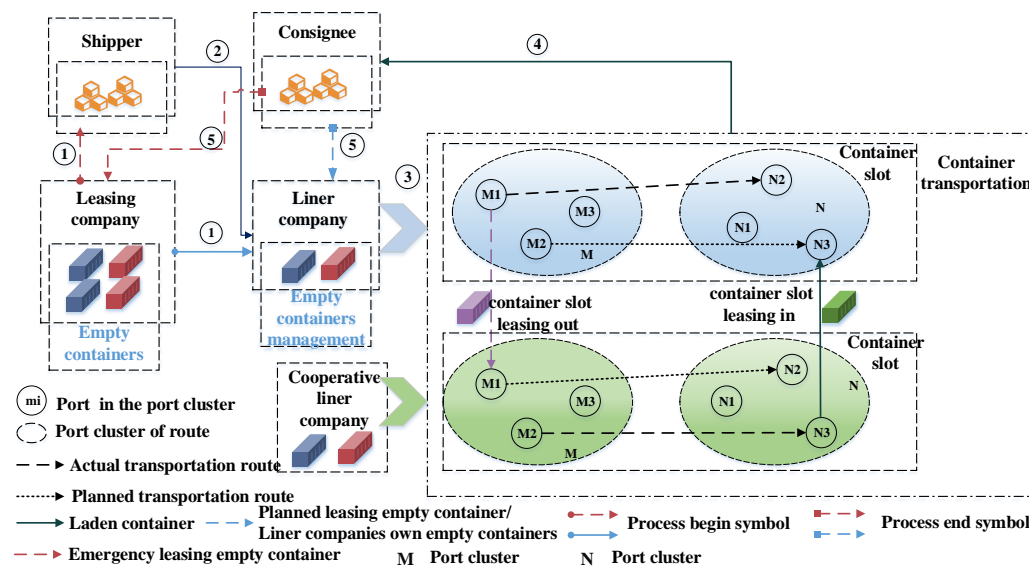 Shipper
Consignee
2
4
1
5
5
3
Leasing
company
Liner
company
1
Empty
containers
Empty
containers
management
Container
slot
Container
transportation
M1
M3
M2
M
N2
N
N1
N3
container slot
leasing out
container slot
leasing in
Container
slot
Cooperative
liner
company
M1
M3
M2
M
N2
N
N1
N3
mi
Port in the port cluster
Port cluster of route
Actual transportation route
Planned transportation route
Laden container
Planned leasing empty container/
Liner companies own empty containers
Process begin symbol
Process end symbol
Emergency leasing empty container
M Port cluster
N Port cluster